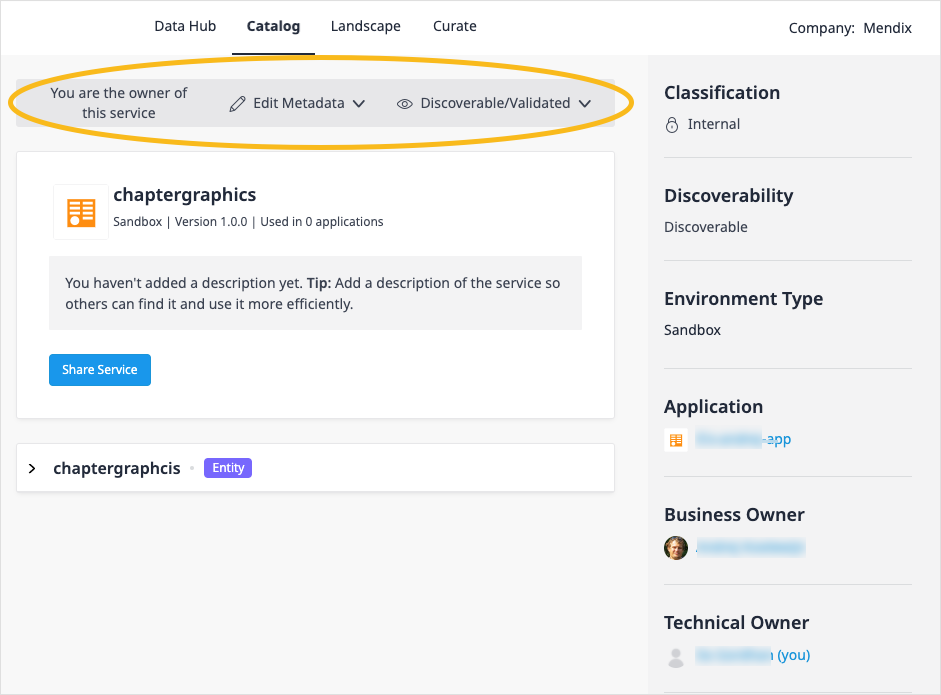 Data Hub Catalog Landscape Curate
Company: Mendix
You are the owner of
this service
Edit Metadata
Discoverable/Validated
chaptergraphics
Sandbox | Version 1.0.0 | Used in 0 applications
You haven't added a description yet. Tip: Add a description of the service so
others can find it and use it more efficiently.
Share Service
chaptergraphcis
Entity
Classification
Internal
Discoverability
Discoverable
Environment Type
Sandbox
Application
-app
Business Owner
Technical Owner
(you)